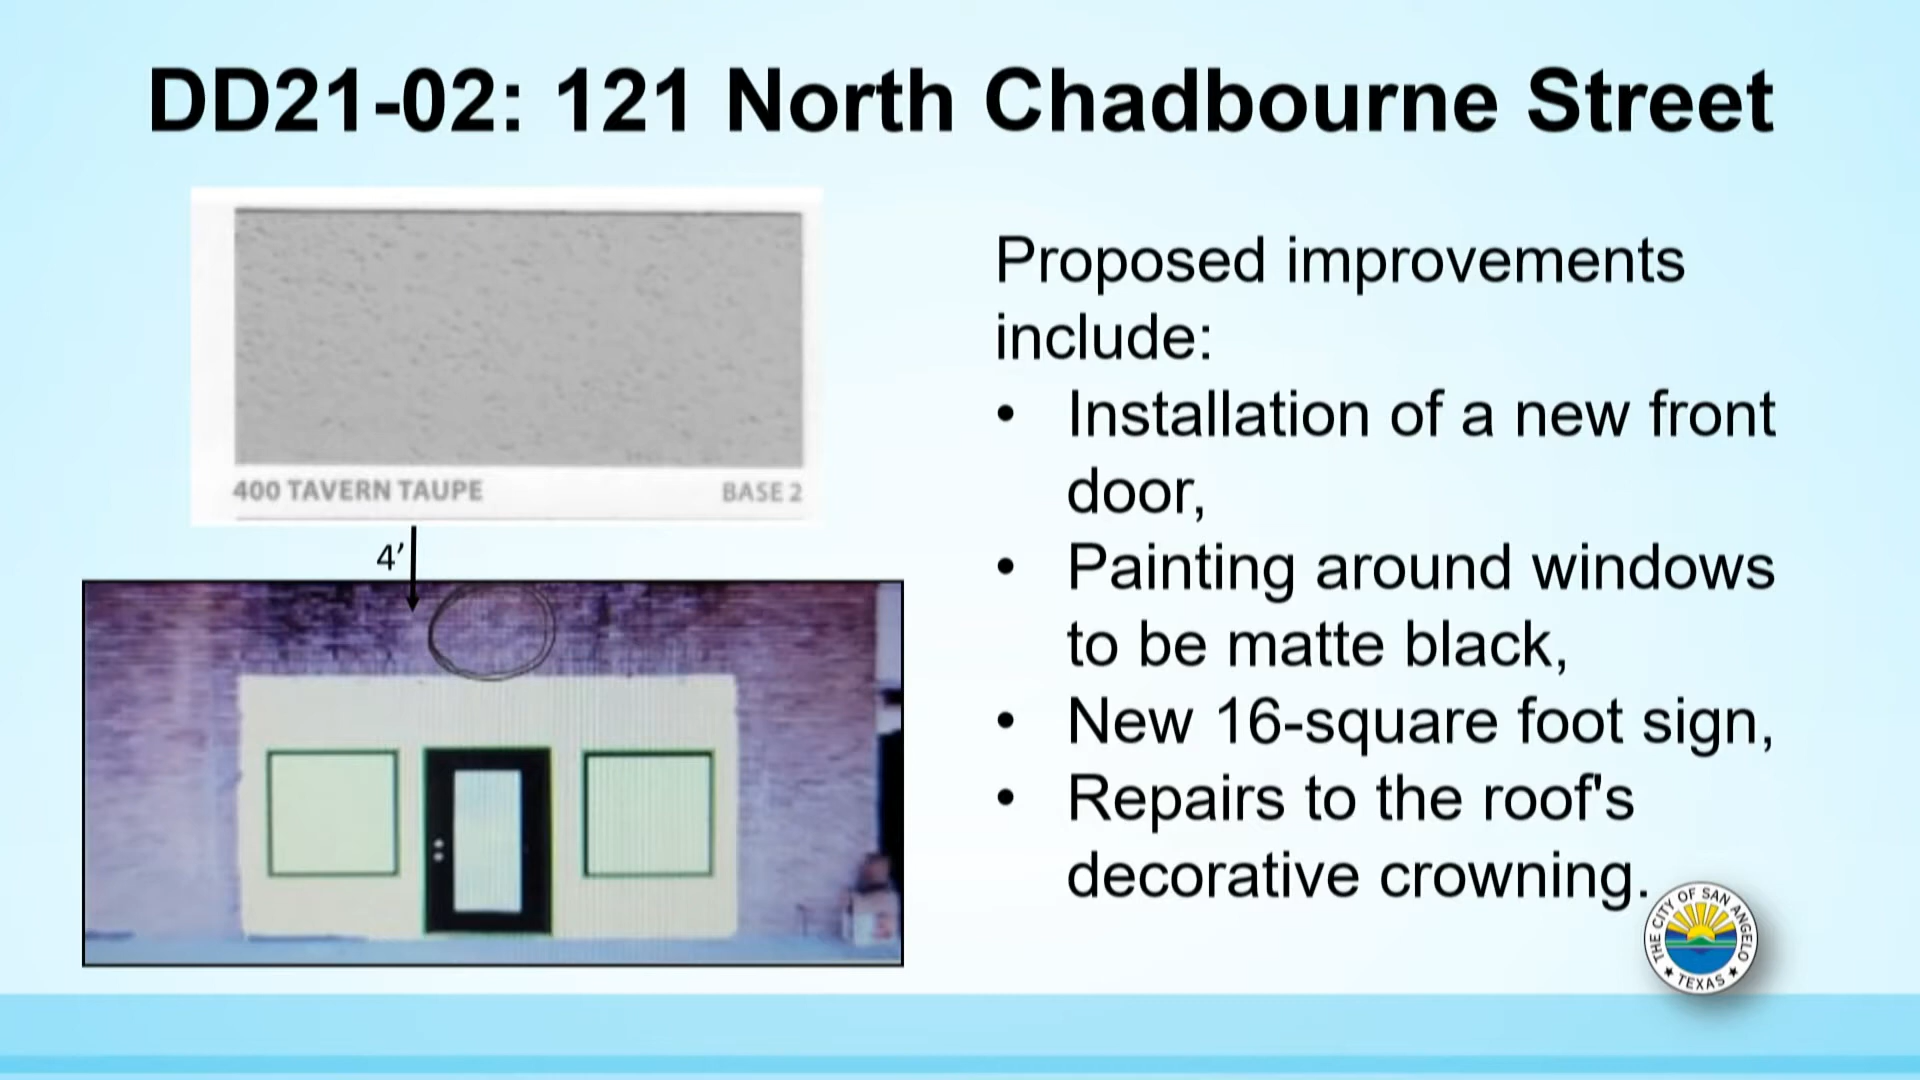 DD21-02: 121 North Chadbourne Street
400 TAVERN TAUPE BASE 2
4’
Proposed improvements
include:
• Installation of a new front
door,
• Painting around windows
to be matte black,
• New 16-square foot sign,
• Repairs to the roof's
decorative crowning.
THE CITY OF SAN ANGELO
★ TEXAS ★